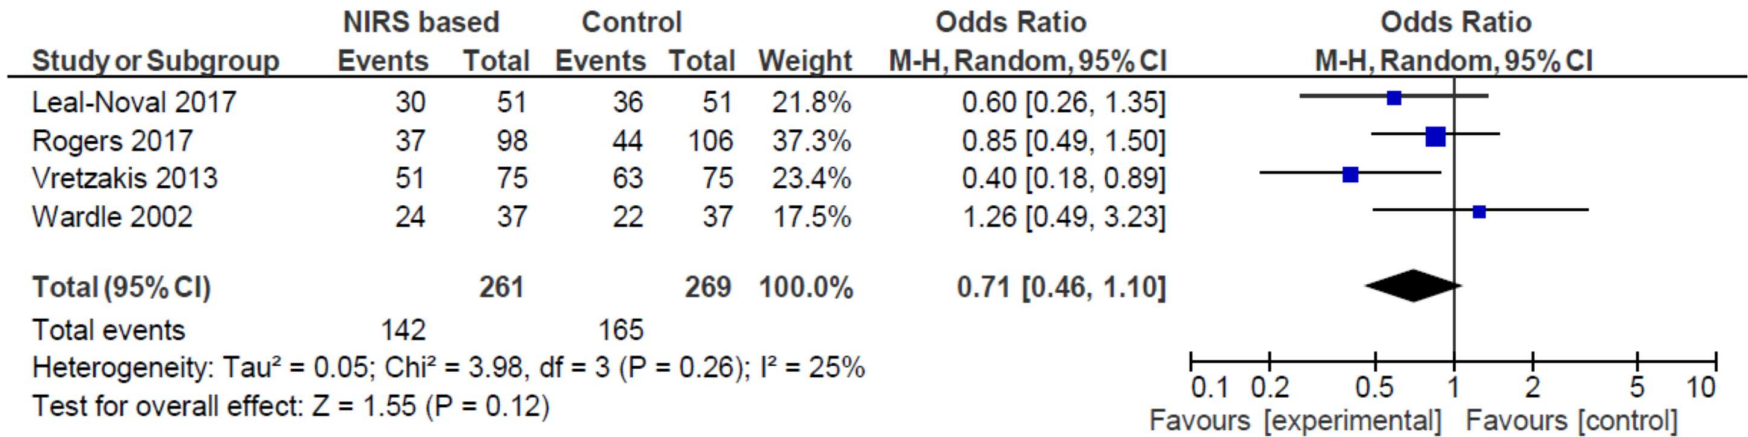 NIRS based Control Odds Ratio Odds Ratio
Study or Subgroup Events Total Events Total Weight M-H, Random, 95% CI M-H, Random, 95% CI
Leal-Noval 2017 30 51 36 51 21.8% 0.60 [0.26, 1.35]
Rogers 2017 37 98 44 106 37.3% 0.85 [0.49, 1.50]
Vretzakis 2013 51 75 63 75 23.4% 0.40 [0.18, 0.89]
Wardle 2002 24 37 22 37 17.5% 1.26 [0.49, 3.23]
Total (95% CI) 261 269 100.0% 0.71 [0.46, 1.10]
Total events 142 165
Heterogeneity: Tau² = 0.05; Chi² = 3.98, df = 3 (P = 0.26); I² = 25%
Test for overall effect: Z = 1.55 (P = 0.12)
0.1 0.2 0.5 1 2 5 10
Favours [experimental] Favours [control]